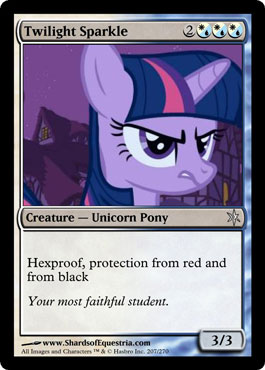 Twilight Sparkle 2
Creature — Unicorn Pony
Hexproof, protection from red and
from black
Your most faithful student.
www.ShardsofEquestria.com
All Images and Characters ™ & © Hasbro Inc. 207/270
3/3